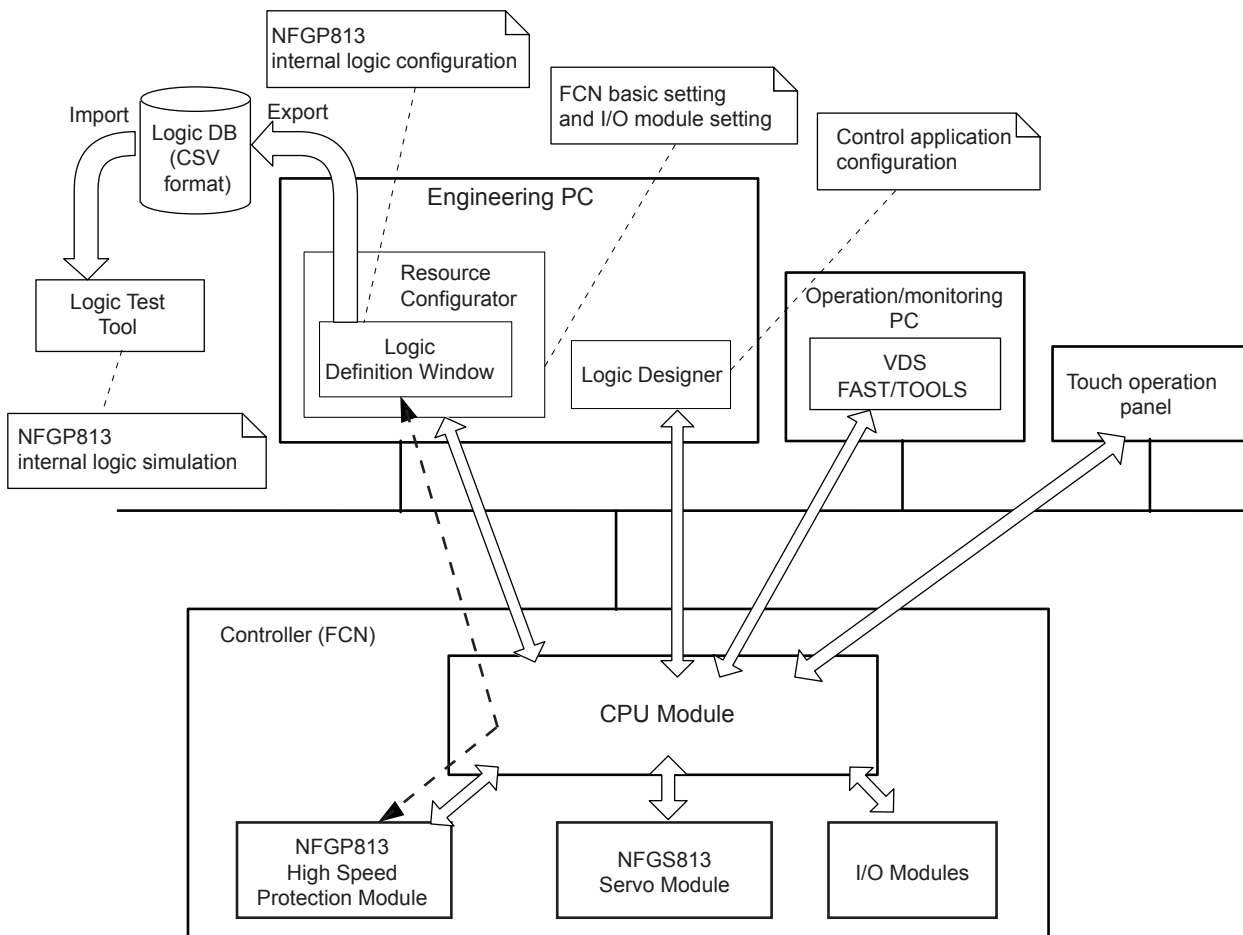 NFGP813
internal logic configuration
FCN basic setting
and I/O module setting
Control application
configuration
Import
Export
Logic DB
(CSV
format)
Engineering PC
Resource
Configurator
Logic
Definition Window
Logic Designer
Operation/monitoring
PC
VDS
FAST/TOOLS
Touch operation
panel
Logic Test
Tool
NFGP813
internal logic simulation
Controller (FCN)
CPU Module
NFGP813
High Speed
Protection Module
NFGS813
Servo Module
I/O Modules